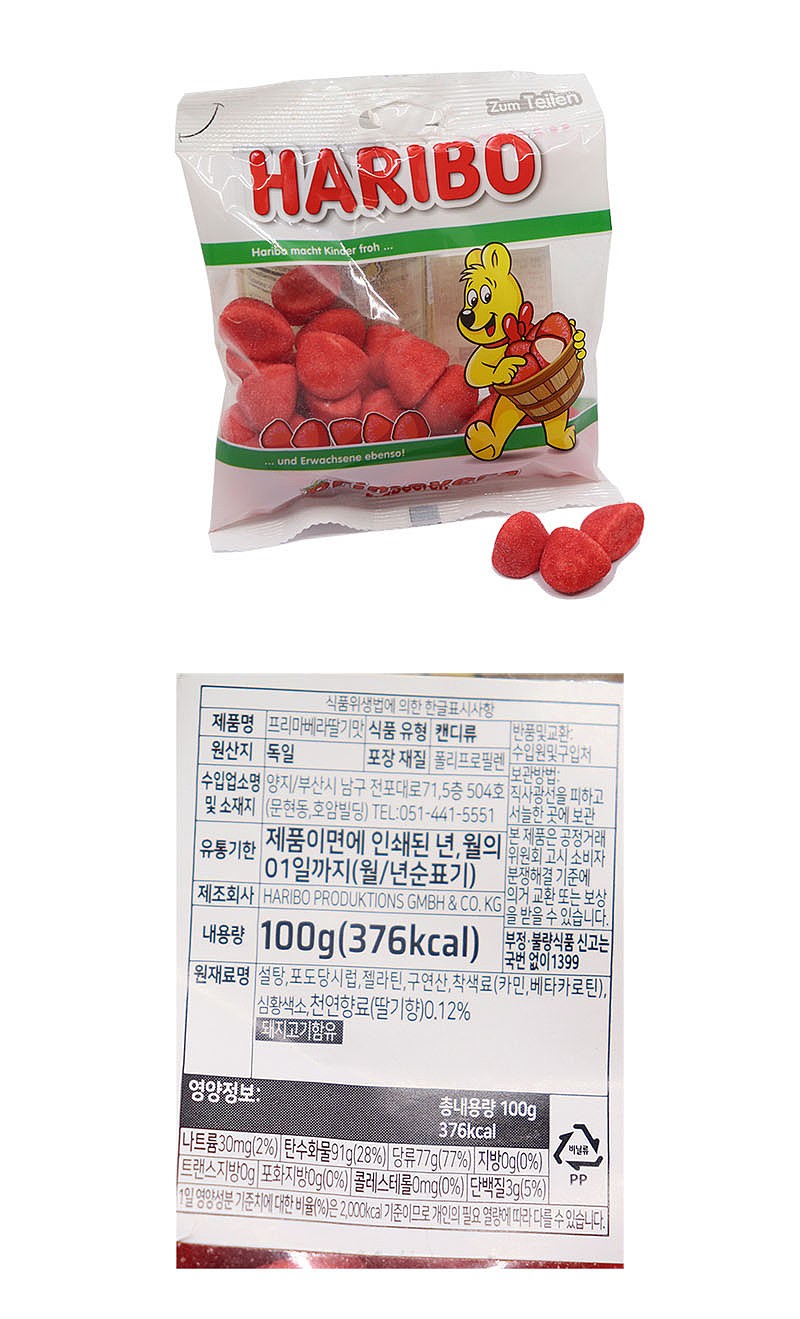 Zum Teilen
HARIBO
Haribo macht Kinder froh ...
... und Erwachsene ebenso!
Primavera
식품위생법에 의한 한글표시사항
제품명 프리마베라딸기맛 식품 유형 캔디류
원산지 독일 포장 재질 폴리프로필렌
반품및교환:
수입원및구입처
수입업소명 및 소재지
양지/부산시 남구 전포대로71,5층 504호
(문현동,호암빌딩) TEL:051-441-5551
보관방법:
직사광선을 피하고
서늘한 곳에 보관
유통기한
제품이면에 인쇄된 년,월의
01일까지(월/년순표기)
본 제품은 공정거래
위원회 고시 소비자
분쟁해결 기준에
의거 교환 또는 보상
을 받을 수 있습니다.
제조회사 HARIBO PRODUKTIONS GMBH & CO. KG
내용량 100g(376kcal)
부정·불량식품 신고는
국번 없이1399
원재료명 설탕,포도당시럽,젤라틴,구연산,착색료(카민,베타카로틴),
심황색소,천연향료(딸기향)0.12%
돼지고기함유
영양정보:
총내용량 100g
376kcal
나트륨30mg(2%) 탄수화물91g(28%) 당류77g(77%) 지방0g(0%)
트랜스지방0g 포화지방0g(0%) 콜레스테롤0mg(0%) 단백질3g(5%)
1일 영양성분 기준치에 대한 비율(%)은 2,000kcal 기준이므로 개인의 필요 열량에 따라 다를 수 있습니다.
비닐류
PP